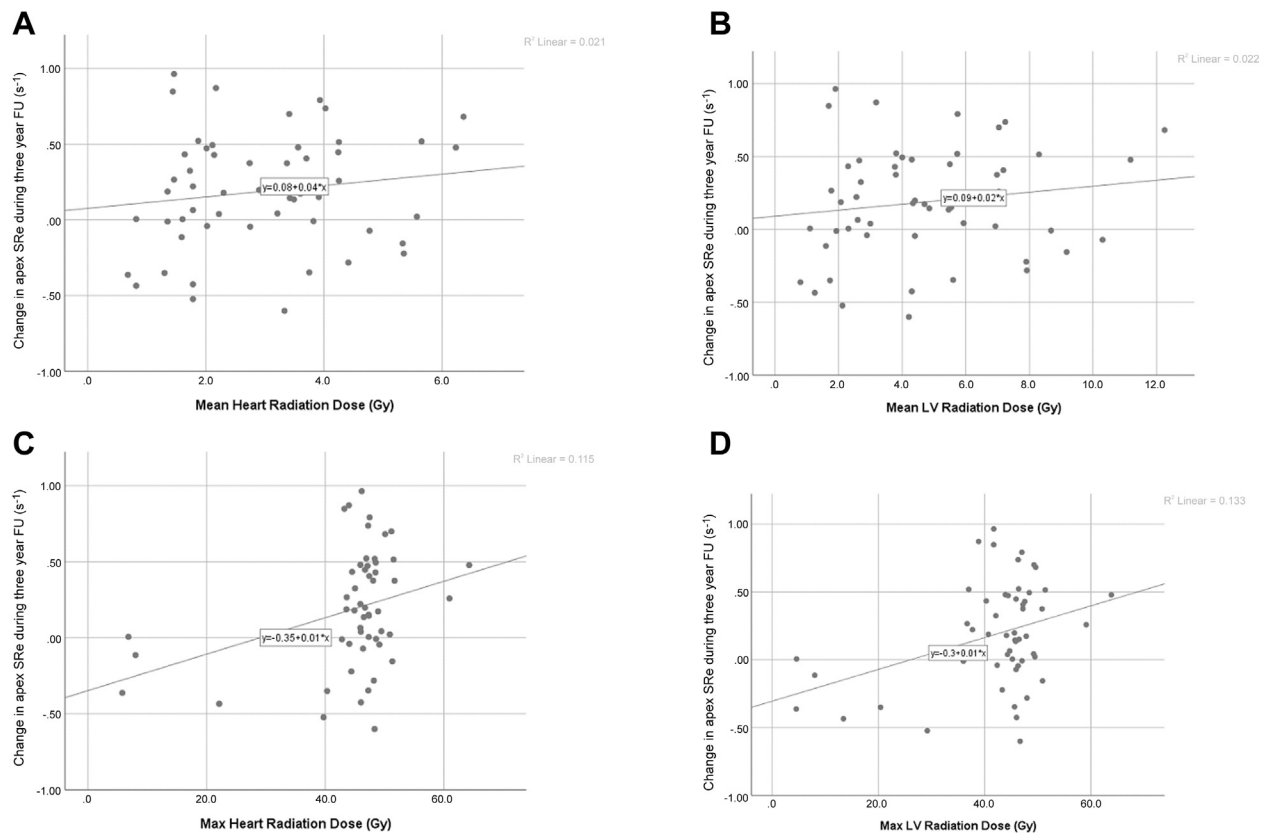 A
R² Linear = 0.021
Change in apex SRe during three year FU (s⁻¹)
1.00
.50
.00
-.50
-1.00
y=0.08+0.04*x
.0 2.0 4.0 6.0
Mean Heart Radiation Dose (Gy)
B
R² Linear = 0.022
Change in apex SRe during three year FU (s⁻¹)
1.00
.50
.00
-.50
-1.00
y=0.09+0.02*x
.0 2.0 4.0 6.0 8.0 10.0 12.0
Mean LV Radiation Dose (Gy)
C
R² Linear = 0.115
Change in apex SRe during three year FU (s⁻¹)
1.00
.50
.00
-.50
-1.00
y=-0.35+0.01*x
.0 20.0 40.0 60.0
Max Heart Radiation Dose (Gy)
D
R² Linear = 0.133
Change in apex SRe during three year FU (s⁻¹)
1.00
.50
.00
-.50
-1.00
y=-0.3+0.01*x
.0 20.0 40.0 60.0
Max LV Radiation Dose (Gy)